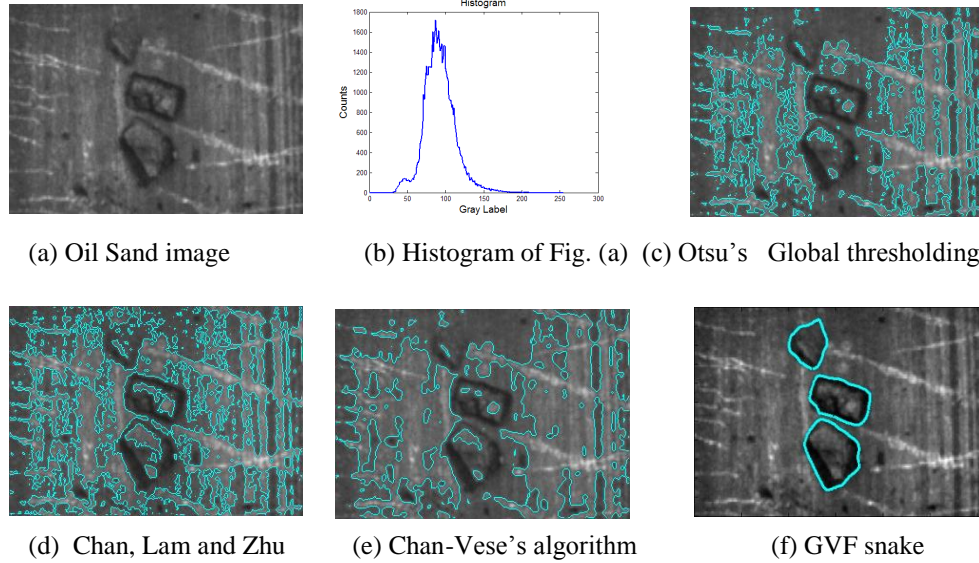 Histogram
1800
1600
1400
1200
1000
800
600
400
200
0
Counts
0 50 100 150 200 250 300
Gray Label
(a) Oil Sand image
(b) Histogram of Fig. (a)
(c) Otsu's Global thresholding
(d) Chan, Lam and Zhu
(e) Chan-Vese's algorithm
(f) GVF snake